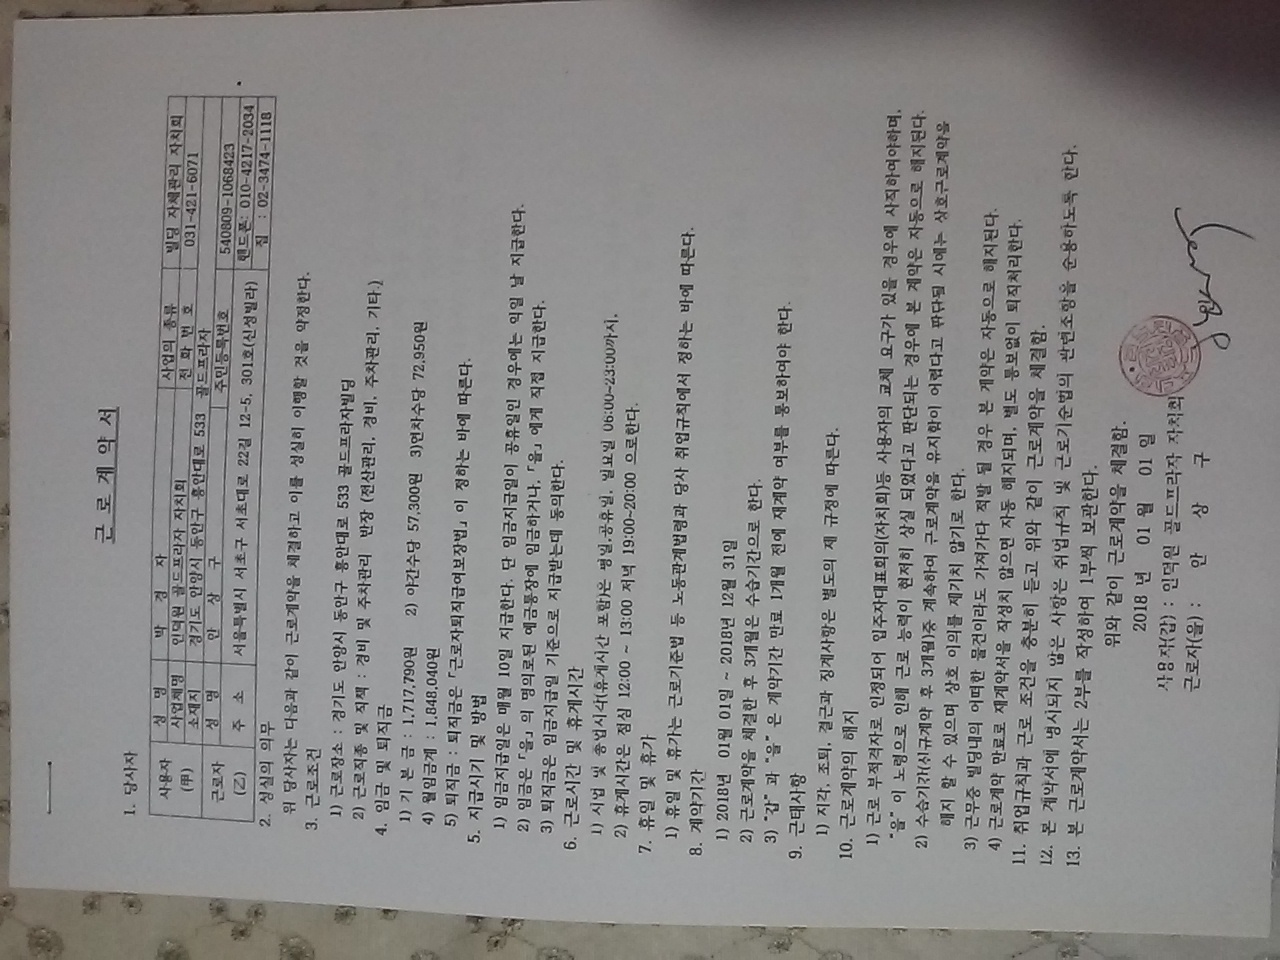 근 로 계 약 서
1. 당사자
사용자 (甲) 성 명 박 경 자 사업의 종류 빌딩 자체관리 자치회
사업체명 인덕원 골드프라자 자치회 전 화 번 호 031-421-6071
소재지 경기도 안양시 동안구 흥안대로 533 골드프라자
근로자 (乙) 성 명 안 상 구 주민등록번호 540809-1068423
주 소 서울특별시 서초구 서초대로 22길 12-5, 301호(신성빌라) 핸드폰: 010-4217-2034
집 : 02-3474-1118
2. 성실의 의무
위 당사자는 다음과 같이 근로계약을 체결하고 이를 성실히 이행할 것을 약정한다.
3. 근로조건
1) 근로장소 : 경기도 안양시 동안구 흥안대로 533 골드프라자빌딩
2) 근로직종 및 직책 : 경비 및 주차관리 반장 (전산관리, 경비, 주차관리, 기타.)
4. 임금 및 퇴직금
1) 기 본 금 : 1,717,790원 2) 야간수당 57,300원 3)연차수당 72,950원
4) 월임금계 : 1,848,040원
5) 퇴직금 : 퇴직금은 「근로자퇴직급여보장법」이 정하는 바에 따른다.
5. 지급시기 및 방법
1) 임금지급일은 매월 10일 지급한다. 단 임금지급일이 공휴일인 경우에는 익일 날 지급한다.
2) 임금은 「을」의 명의로된 예금통장에 입금하거나, 「을」에게 직접 지급한다.
3) 퇴직금은 임금지급일 기준으로 지급받는데 동의한다.
6. 근로시간 및 휴게시간
1) 시업 및 종업시각(휴게시간 포함)은 평일,공휴일, 일요일 06:00~23:00까지,
2) 휴게시간은 점심 12:00 ~ 13:00 저녁 19:00~20:00 으로한다.
7. 휴일 및 휴가
1) 휴일 및 휴가는 근로기준법 등 노동관계법령과 당사 취업규칙에서 정하는 바에 따른다.
8. 계약기간
1) 2018년 01월 01일 ~ 2018년 12월 31일
2) 근로계약을 체결한 후 3개월은 수습기간으로 한다.
3) "갑" 과 "을" 은 계약기간 만료 1개월 전에 재계약 여부를 통보하여야 한다.
9. 근태사항
1) 지각, 조퇴, 결근과 징계사항은 별도의 제 규정에 따른다.
10. 근로계약의 해지
1) 근로 부적격자로 인정되어 입주자대표회의(자치회)등 사용자의 교체 요구가 있을 경우에 사직하여야하며,
"을" 이 노령으로 인해 근로 능력이 현저히 상실 되었다고 판단되는 경우에 본 계약은 자동으로 해지된다.
2) 수습기간(신규계약 후 3개월)중 계속하여 근로계약을 유지함이 어렵다고 판단될 시에는 상호근로계약을
해지 할 수 있으며 상호 이의를 제기치 않기로 한다.
3) 근무중 빌딩내의 어떠한 물건이라도 가져가다 적발 될 경우 본 계약은 자동으로 해지된다.
4) 근로계약 만료로 재계약서을 작성치 않으면 자동 해지되며, 별도 통보없이 퇴직처리한다.
11. 취업규칙과 근로 조건을 충분히 듣고 위와 같이 근로계약을 체결함.
12. 본 계약서에 명시되지 않은 사항은 취업규칙 및 근로기준법의 관련조항을 준용하도록 한다.
13. 본 근로계약서는 2부를 작성하여 1부씩 보관한다.
위와 같이 근로계약을 체결함.
2018 년 01 월 01 일
사용자(갑) : 인덕원 골드프라자 자치회
근로자(을) : 안 상 구